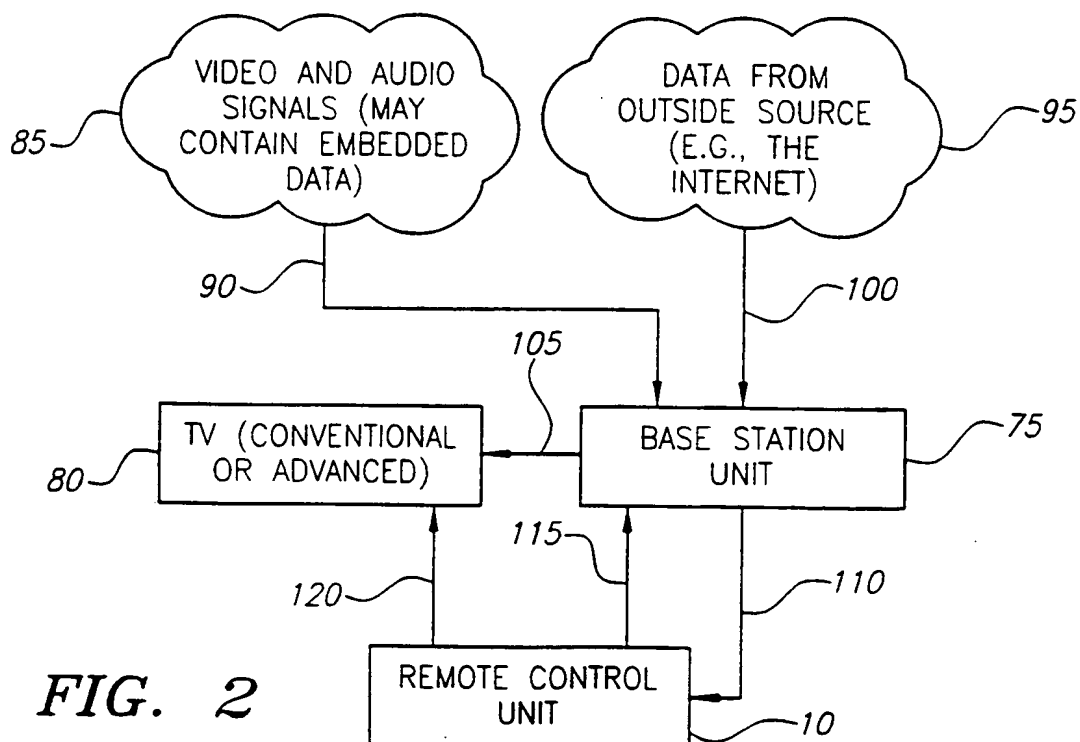 VIDEO AND AUDIO
SIGNALS (MAY
CONTAIN EMBEDDED
DATA)
85
DATA FROM
OUTSIDE SOURCE
(E.G., THE
INTERNET)
95
90
100
105
TV (CONVENTIONAL
OR ADVANCED)
80
BASE STATION
UNIT
75
115
120
110
REMOTE CONTROL
UNIT
10
FIG. 2